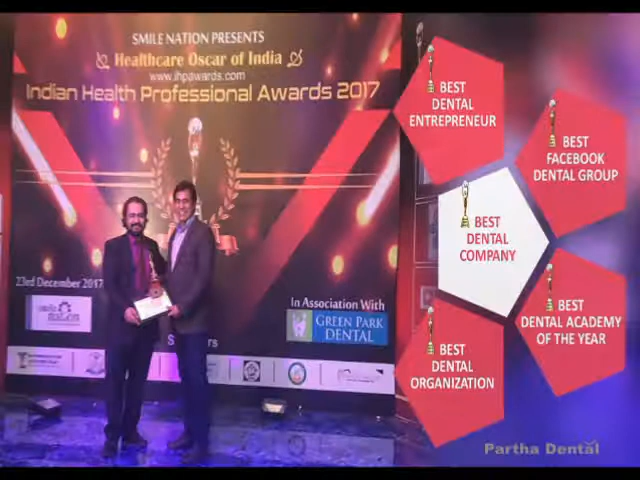 SMILE NATION PRESENTS
Healthcare Oscar of India
www.ihpawards.com
Indian Health Professional Awards 2017
23rd December 2017
In Association With
GREEN PARK
DENTAL
BEST
DENTAL
ENTREPRENEUR
BEST
FACEBOOK
DENTAL GROUP
BEST
DENTAL
COMPANY
BEST
DENTAL ACADEMY
OF THE YEAR
BEST
DENTAL
ORGANIZATION
Partha Dental